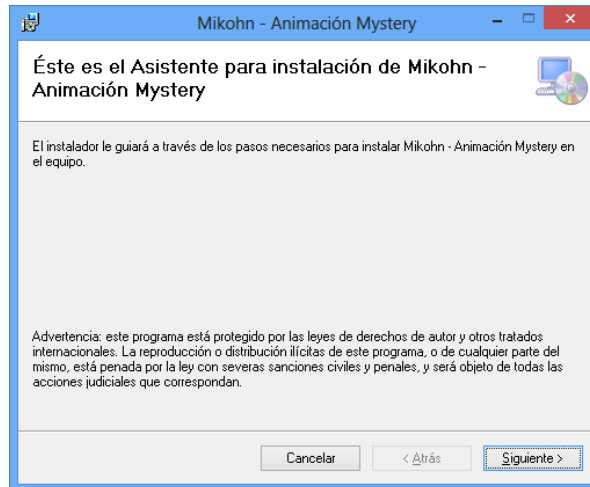 Mikohn - Animación Mystery
Éste es el Asistente para instalación de Mikohn -
Animación Mystery
El instalador le guiará a través de los pasos necesarios para instalar Mikohn - Animación Mystery en
el equipo.
Advertencia: este programa está protegido por las leyes de derechos de autor y otros tratados
internacionales. La reproducción o distribución ilícitas de este programa, o de cualquier parte del
mismo, está penada por la ley con severas sanciones civiles y penales, y será objeto de todas las
acciones judiciales que correspondan.
Cancelar < Atrás Siguiente >